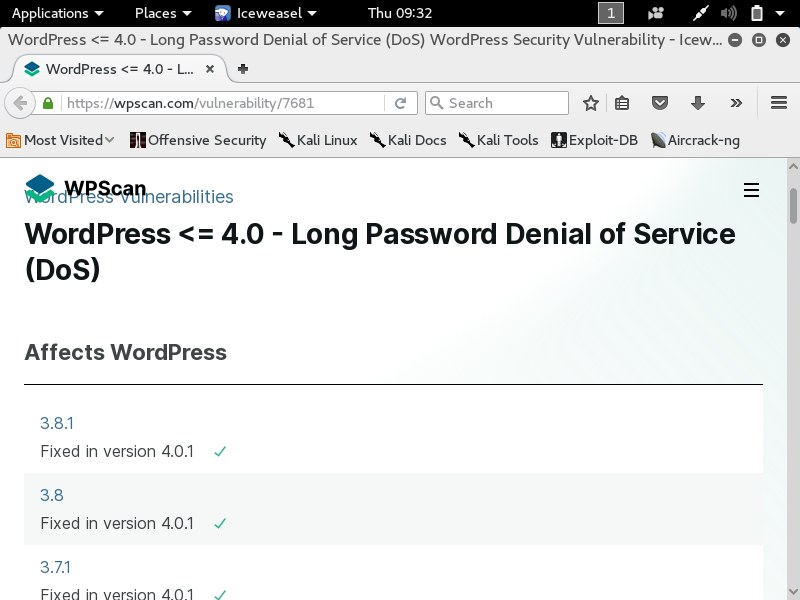 Applications Places Iceweasel Thu 09:32 1
WordPress <= 4.0 - Long Password Denial of Service (DoS) WordPress Security Vulnerability - Icew...
WordPress <= 4.0 - L...
https://wpscan.com/vulnerability/7681 Search
Most Visited Offensive Security Kali Linux Kali Docs Kali Tools Exploit-DB Aircrack-ng
WPScan
WordPress Vulnerabilities
WordPress <= 4.0 - Long Password Denial of Service
(DoS)
Affects WordPress
3.8.1
Fixed in version 4.0.1
3.8
Fixed in version 4.0.1
3.7.1
Fixed in version 4.0.1